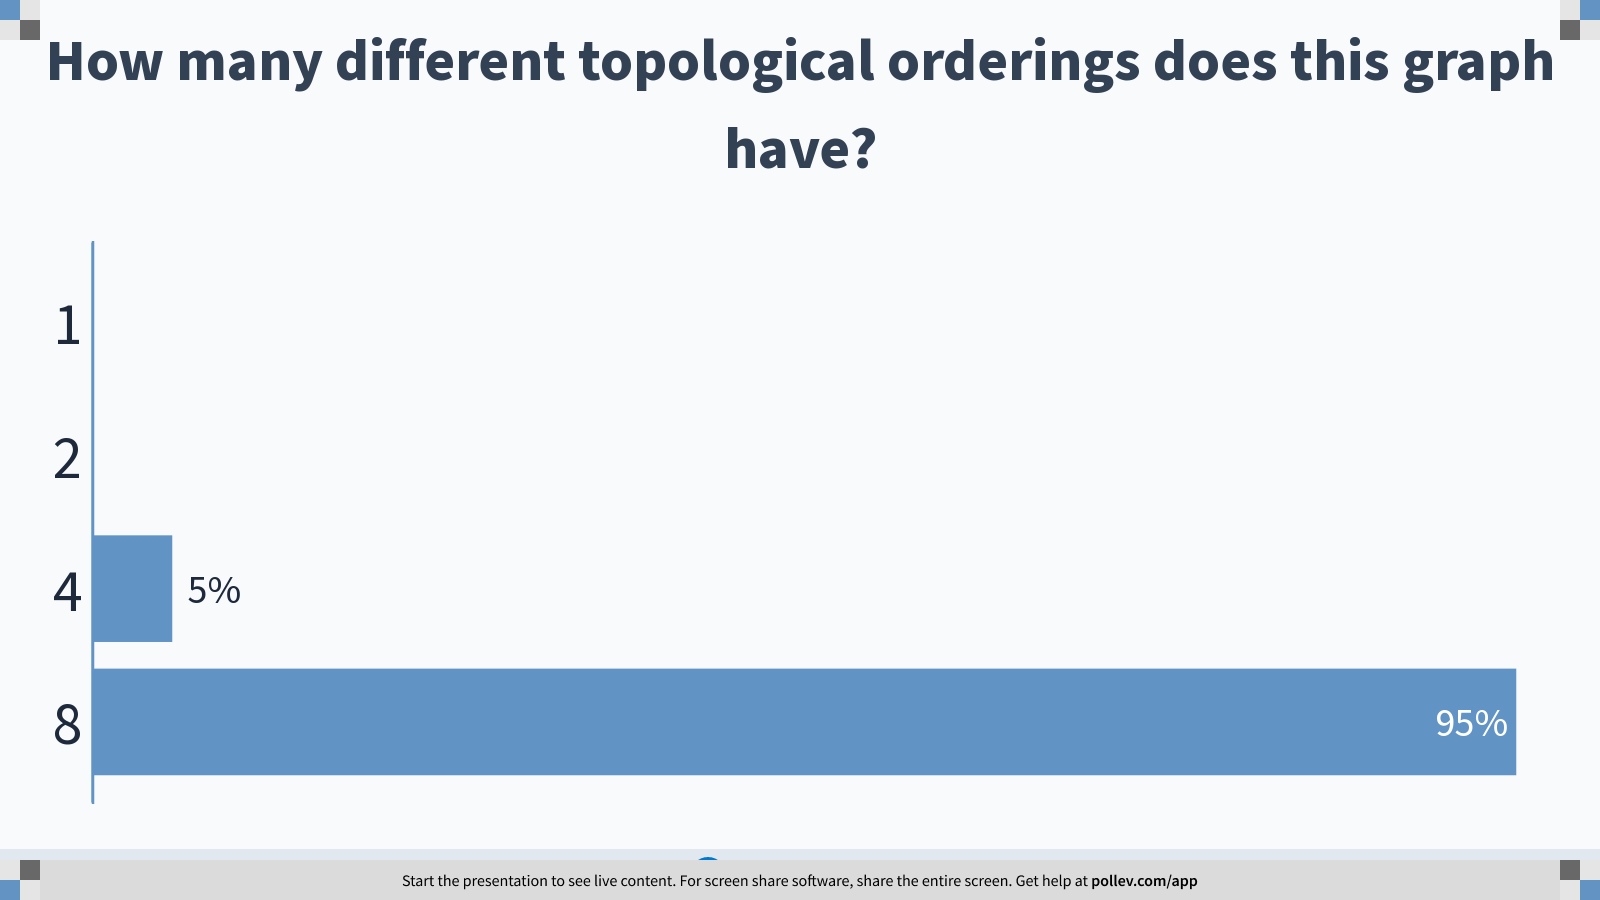 How many different topological orderings does this graph
have?
1
2
4
5%
8
95%
Start the presentation to see live content. For screen share software, share the entire screen. Get help at pollev.com/app